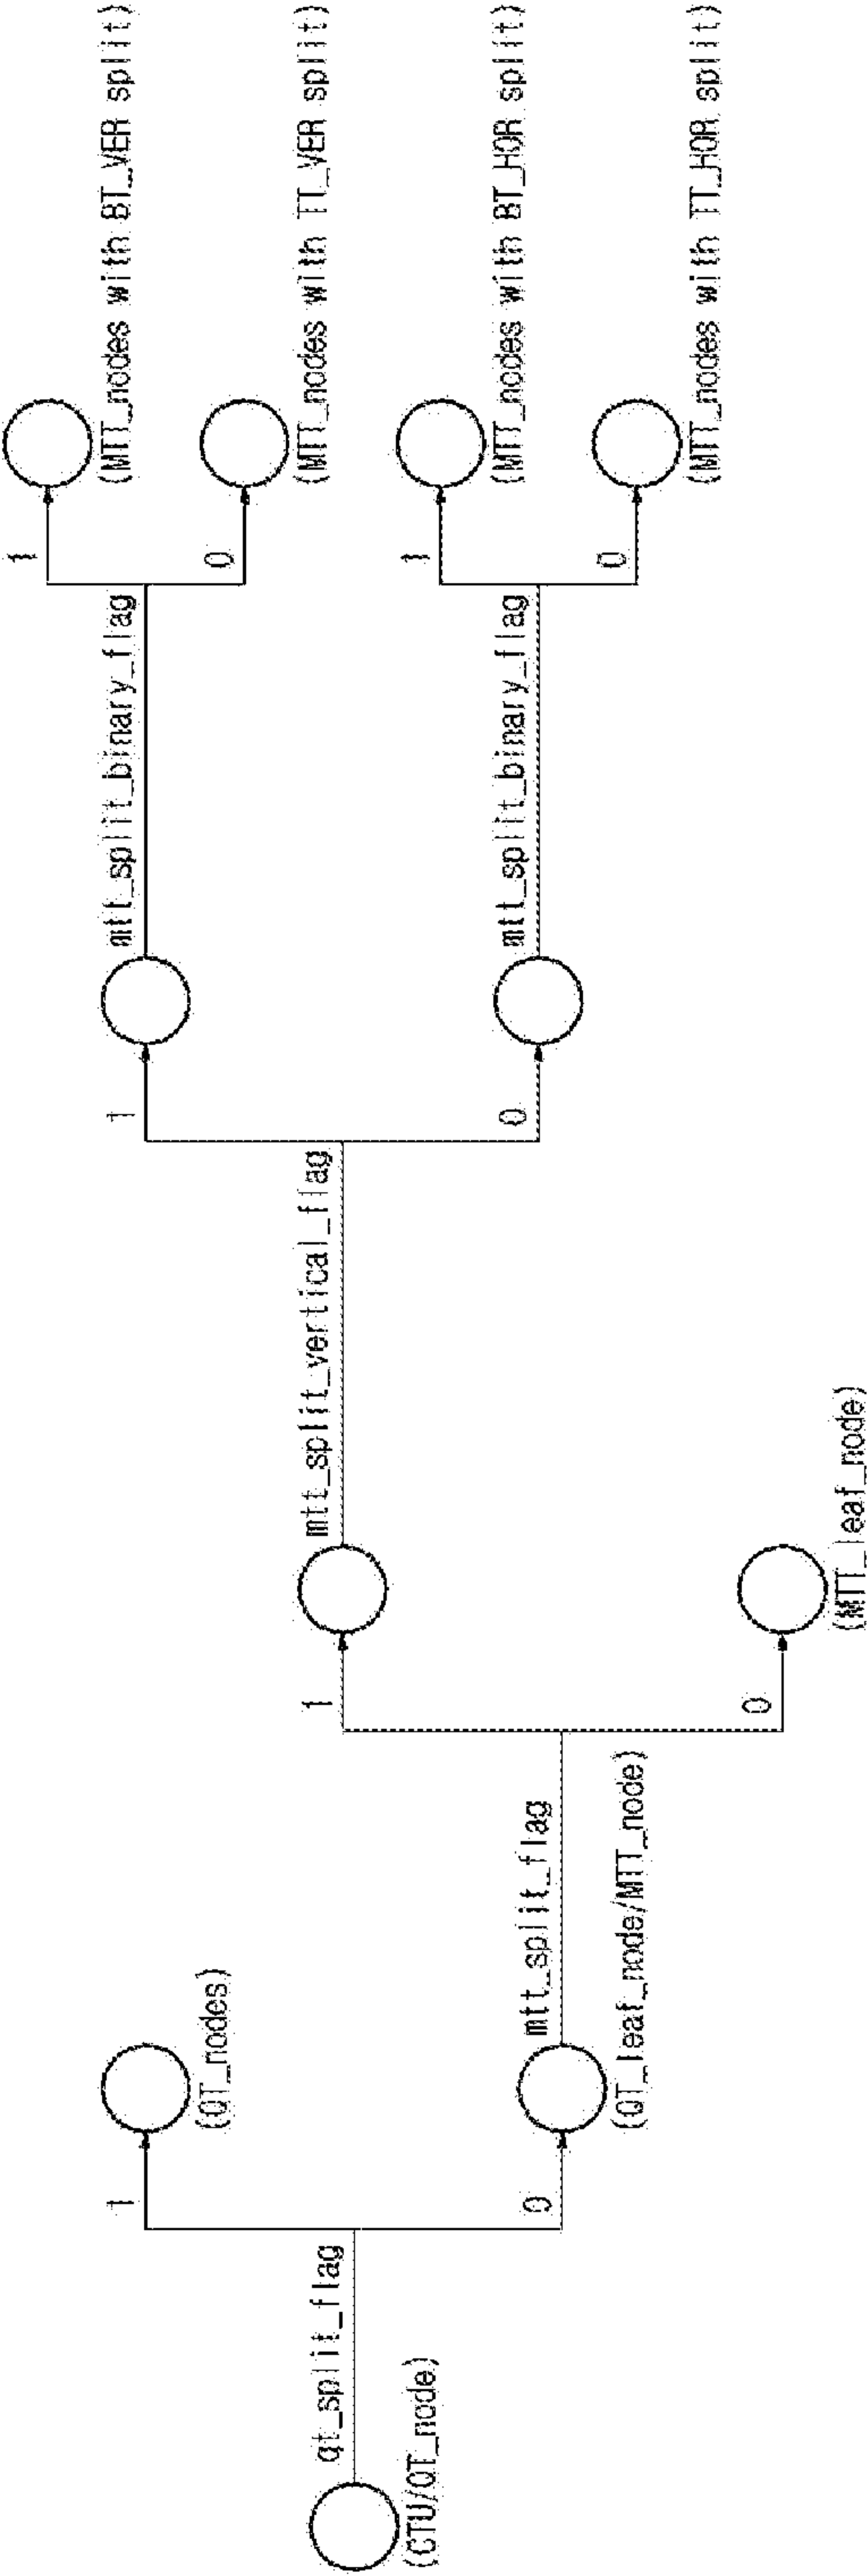 (CTU/QT_node)
qt_split_flag
1
(QT_nodes)
0
(QT_leaf_node/MTT_node)
mtt_split_flag
1
mtt_split_vertical_flag
0
(MTT_leaf_node)
1
mtt_split_binary_flag
1
(MTT_nodes with BT_VER split)
0
(MTT_nodes with TT_VER split)
0
mtt_split_binary_flag
1
(MTT_nodes with BT_HOR split)
0
(MTT_nodes with TT_HOR split)